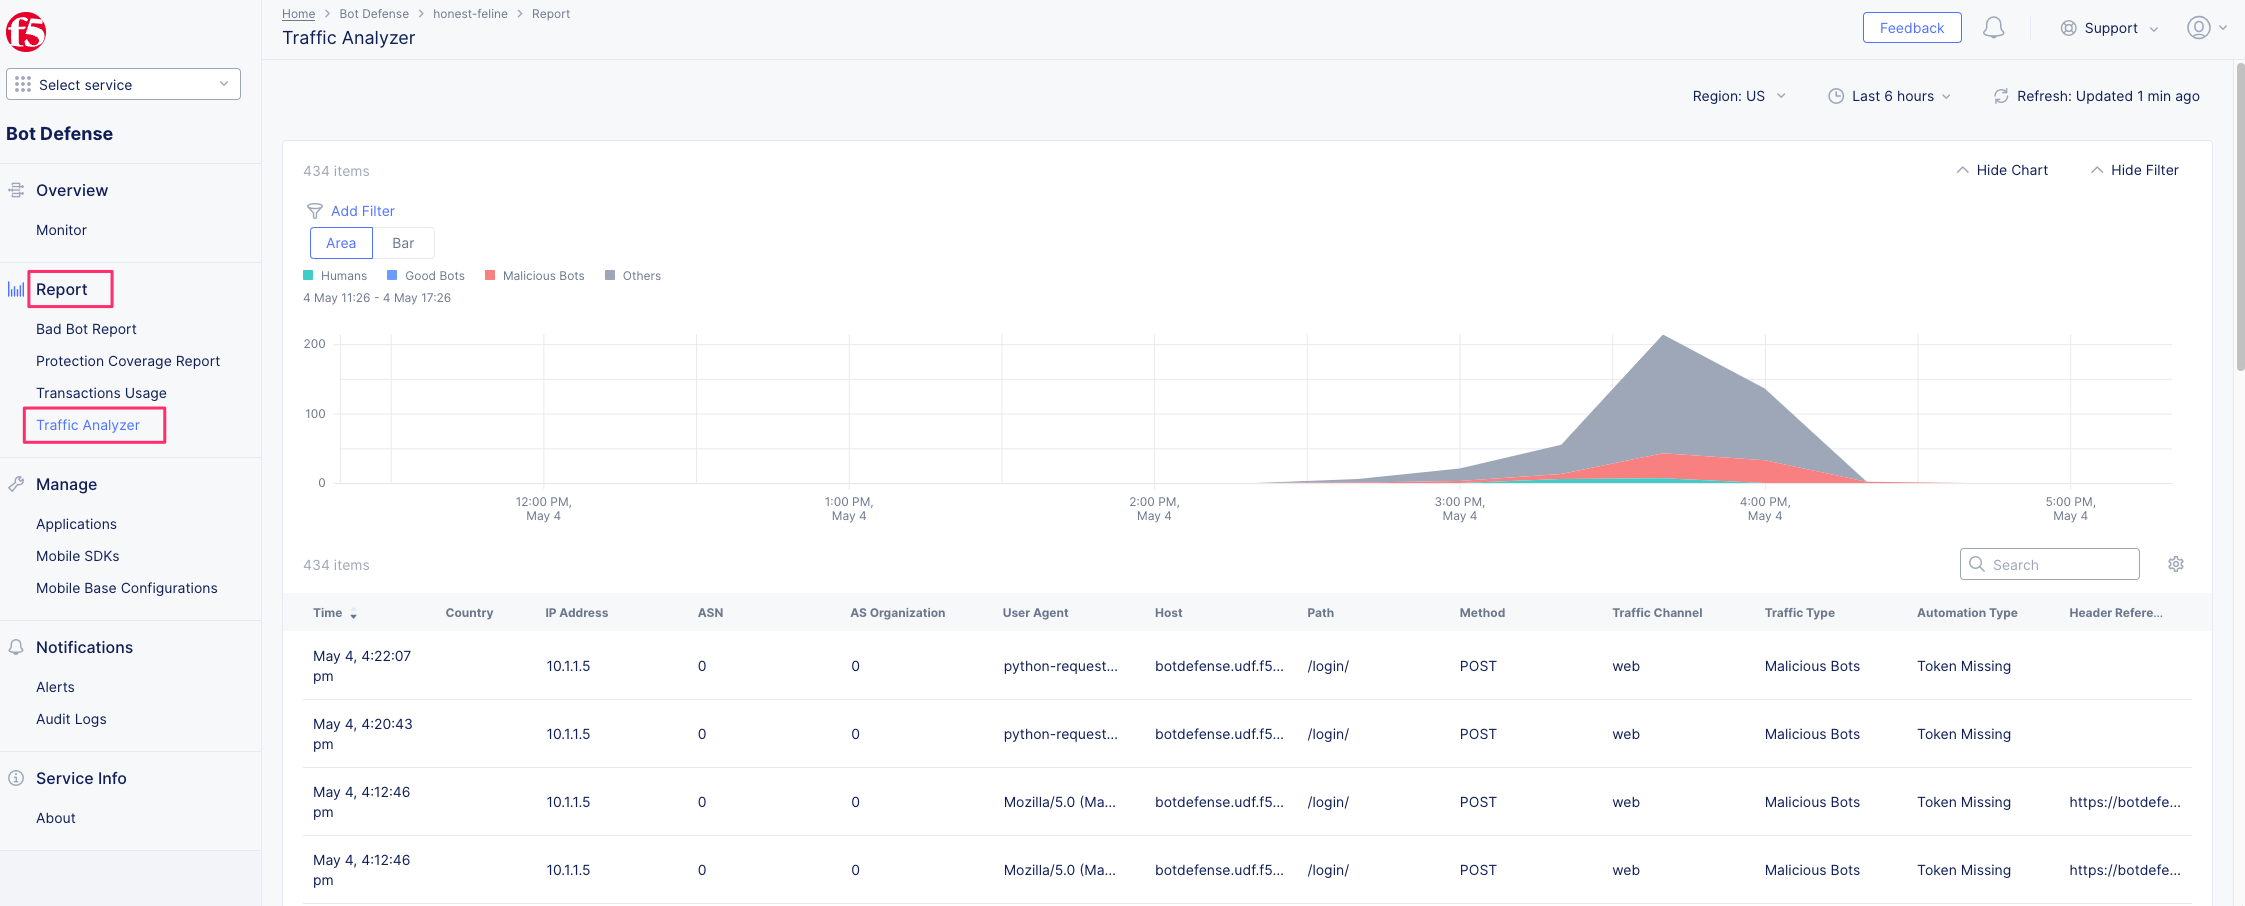 f5
Select service
Bot Defense
Overview
Monitor
Report
Bad Bot Report
Protection Coverage Report
Transactions Usage
Traffic Analyzer
Manage
Applications
Mobile SDKs
Mobile Base Configurations
Notifications
Alerts
Audit Logs
Service Info
About
Home > Bot Defense > honest-feline > Report
Traffic Analyzer
Feedback
Support
Region: US
Last 6 hours
Refresh: Updated 1 min ago
434 items
Hide Chart
Hide Filter
Add Filter
Area Bar
Humans Good Bots Malicious Bots Others
4 May 11:26 - 4 May 17:26
200
100
0
12:00 PM, 1:00 PM, 2:00 PM, 3:00 PM, 4:00 PM, 5:00 PM,
May 4 May 4 May 4 May 4 May 4 May 4
434 items
Search
Time Country IP Address ASN AS Organization User Agent Host Path Method Traffic Channel Traffic Type Automation Type Header Refere...
May 4, 4:22:07
pm
10.1.1.5 0 0 python-request... botdefense.udf.f5... /login/ POST web Malicious Bots Token Missing
May 4, 4:20:43
pm
10.1.1.5 0 0 python-request... botdefense.udf.f5... /login/ POST web Malicious Bots Token Missing
May 4, 4:12:46
pm
10.1.1.5 0 0 Mozilla/5.0 (Ma... botdefense.udf.f5... /login/ POST web Malicious Bots Token Missing https://botdefe...
May 4, 4:12:46
pm
10.1.1.5 0 0 Mozilla/5.0 (Ma... botdefense.udf.f5... /login/ POST web Malicious Bots Token Missing https://botdefe...